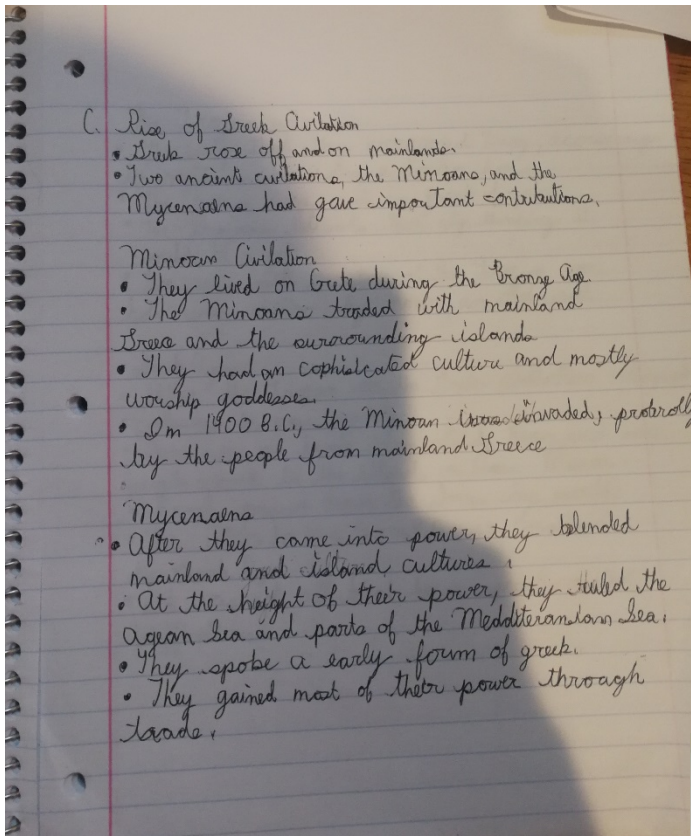 C. Rise of Greek Civilation
• Greek rose off and on mainlands.
• Two ancient civilations, the Minoans, and the
Mycenaens had gave important contributions.
Minoan Civilation
• They lived on Crete during the Bronze Age.
• The Minoans traded with mainland
Greece and the surrounding islands
• They had an cophislcated culture and mostly
worship goddesses.
• In 1400 B.C., the Minoan invaded, proterolly
by the people from mainland Greece
Mycenaens
• After they came into power, they blended
mainland and island cultures.
• At the height of their power, they ruled the
Agean Sea and parts of the Medditeranian Sea.
• They spoke a early form of greek.
• They gained most of their power through
trade.